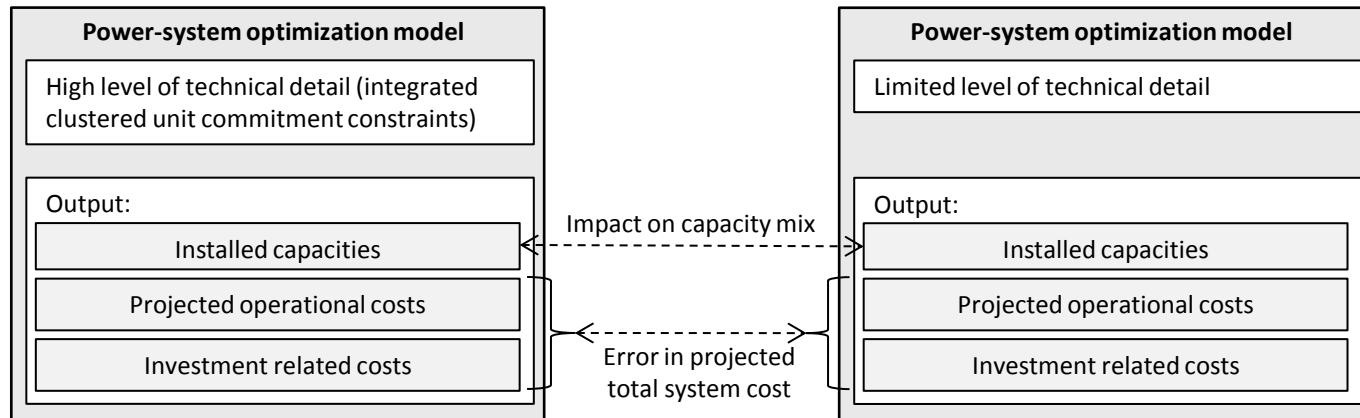 Power-system optimization model
High level of technical detail (integrated
clustered unit commitment constraints)
Output:
Installed capacities
Projected operational costs
Investment related costs
Impact on capacity mix
Error in projected
total system cost
Power-system optimization model
Limited level of technical detail
Output:
Installed capacities
Projected operational costs
Investment related costs